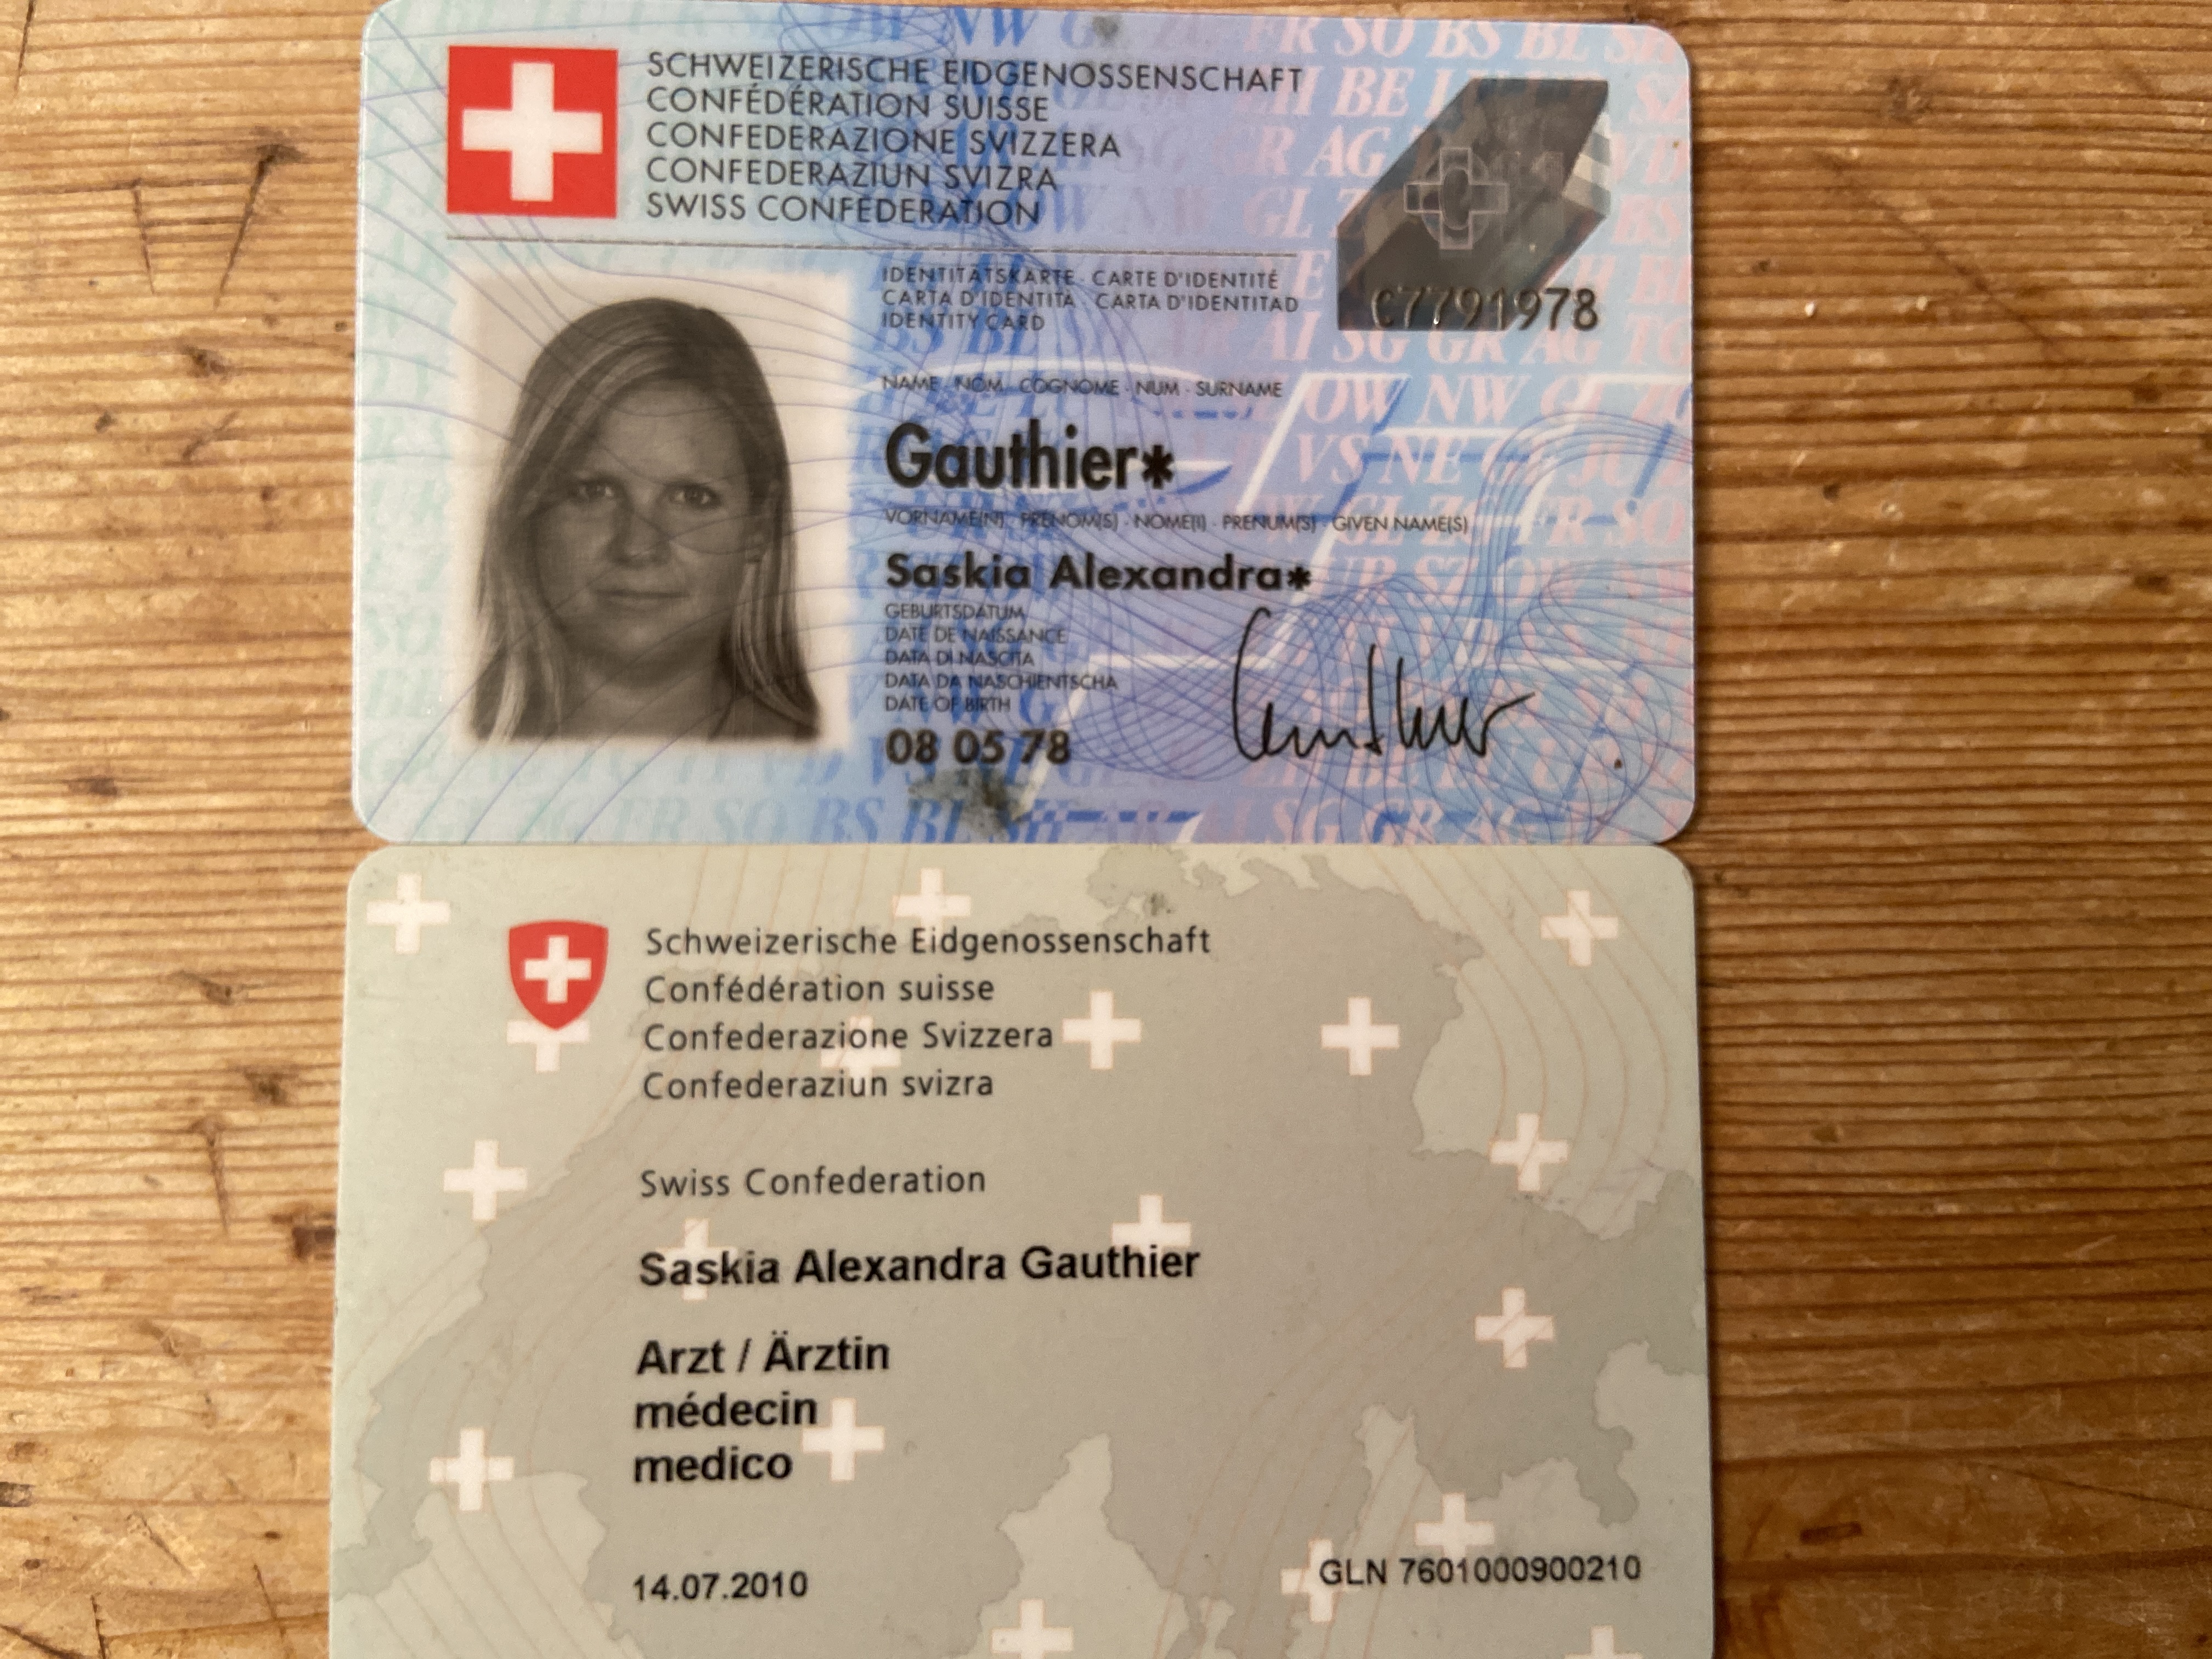 SCHWEIZERISCHE EIDGENOSSENSCHAFT
CONFÉDÉRATION SUISSE
CONFEDERAZIONE SVIZZERA
CONFEDERAZIUN SVIZRA
SWISS CONFEDERATION
IDENTITÄTSKARTE · CARTE D'IDENTITÉ
CARTA D'IDENTITÀ · CARTA D'IDENTITAD
IDENTITY CARD
C7791978
NAME · NOM · COGNOME · NUM · SURNAME
Gauthier*
VORNAME(N) · PRÉNOM(S) · NOME(I) · PRENUM(S) · GIVEN NAME(S)
Saskia Alexandra*
GEBURTSDATUM
DATE DE NAISSANCE
DATA DI NASCITA
DATA DA NASCHIENTSCHA
DATE OF BIRTH
08 05 78
Schweizerische Eidgenossenschaft
Confédération suisse
Confederazione Svizzera
Confederaziun svizra
Swiss Confederation
Saskia Alexandra Gauthier
Arzt / Ärztin
médecin
medico
14.07.2010
GLN 7601000900210